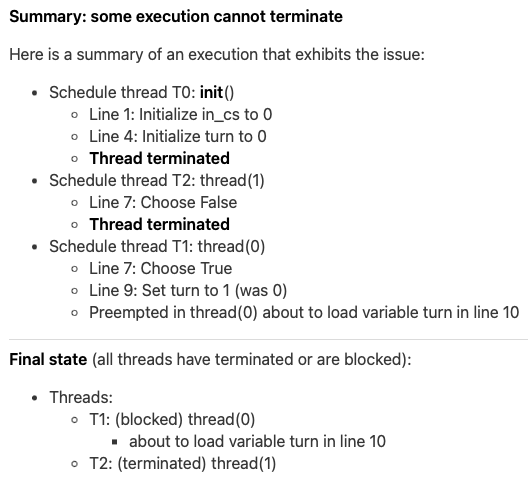 Summary: some execution cannot terminate
Here is a summary of an execution that exhibits the issue:
• Schedule thread T0: init()
◦ Line 1: Initialize in_cs to 0
◦ Line 4: Initialize turn to 0
◦ Thread terminated
• Schedule thread T2: thread(1)
◦ Line 7: Choose False
◦ Thread terminated
• Schedule thread T1: thread(0)
◦ Line 7: Choose True
◦ Line 9: Set turn to 1 (was 0)
◦ Preempted in thread(0) about to load variable turn in line 10
Final state (all threads have terminated or are blocked):
• Threads:
◦ T1: (blocked) thread(0)
▪ about to load variable turn in line 10
◦ T2: (terminated) thread(1)